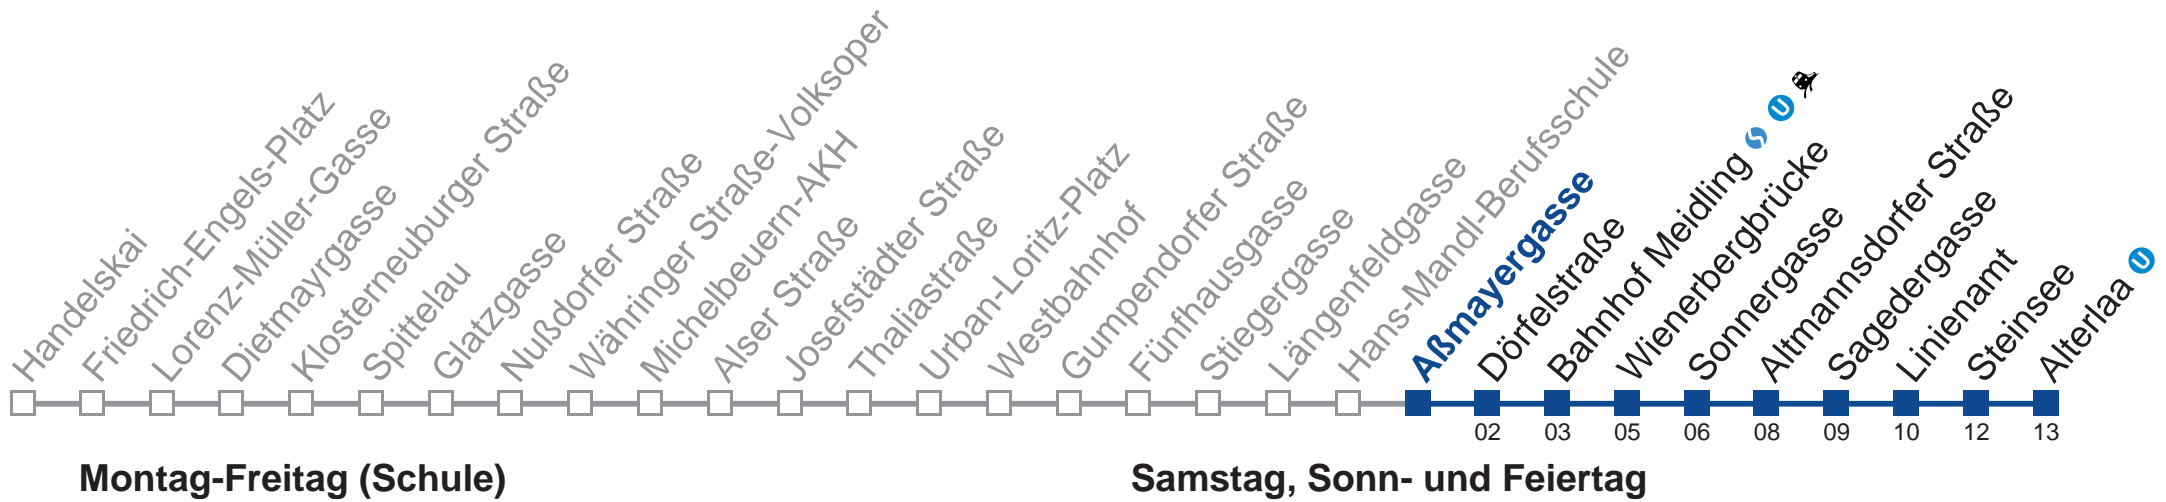 Handelskai
Friedrich-Engels-Platz
Lorenz-Müller-Gasse
Dietmayrgasse
Klosterneuburger Straße
Spittelau
Glatzgasse
Nußdorfer Straße
Währinger Straße-Volksoper
Michelbeuern-AKH
Alser Straße
Josefstädter Straße
Thaliastraße
Urban-Loritz-Platz
Westbahnhof
Gumpendorfer Straße
Fünfhausgasse
Stiegergasse
Längenfeldgasse
Hans-Mandl-Berufsschule
Aßmayergasse
Dörfelstraße
Bahnhof Meidling U
Wienerbergbrücke
Sonnergasse
Altmannsdorfer Straße
Sagedergasse
Linienamt
Steinsee
Alterlaa U
02 03 05 06 08 09 10 12 13
Montag-Freitag (Schule) Samstag, Sonn- und Feiertag